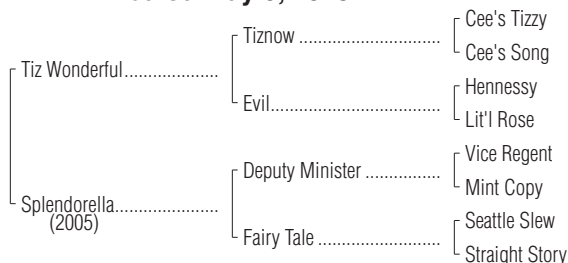 Cee's Tizzy
Tiznow
Cee's Song
Tiz Wonderful
Hennessy
Evil
Lit'l Rose
Vice Regent
Deputy Minister
Mint Copy
Splendorella
(2005)
Seattle Slew
Fairy Tale
Straight Story